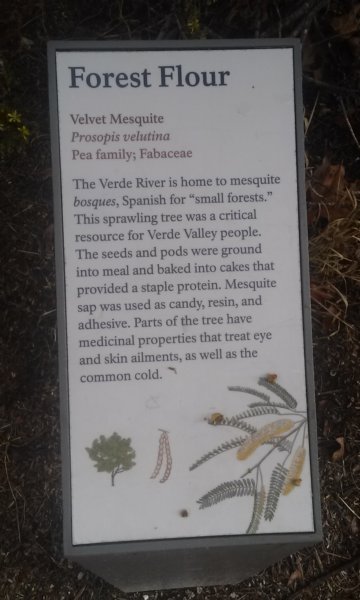 Forest Flour
Velvet Mesquite
Prosopis velutina
Pea family; Fabaceae
The Verde River is home to mesquite
bosques, Spanish for “small forests.”
This sprawling tree was a critical
resource for Verde Valley people.
The seeds and pods were ground
into meal and baked into cakes that
provided a staple protein. Mesquite
sap was used as candy, resin, and
adhesive. Parts of the tree have
medicinal properties that treat eye
and skin ailments, as well as the
common cold.